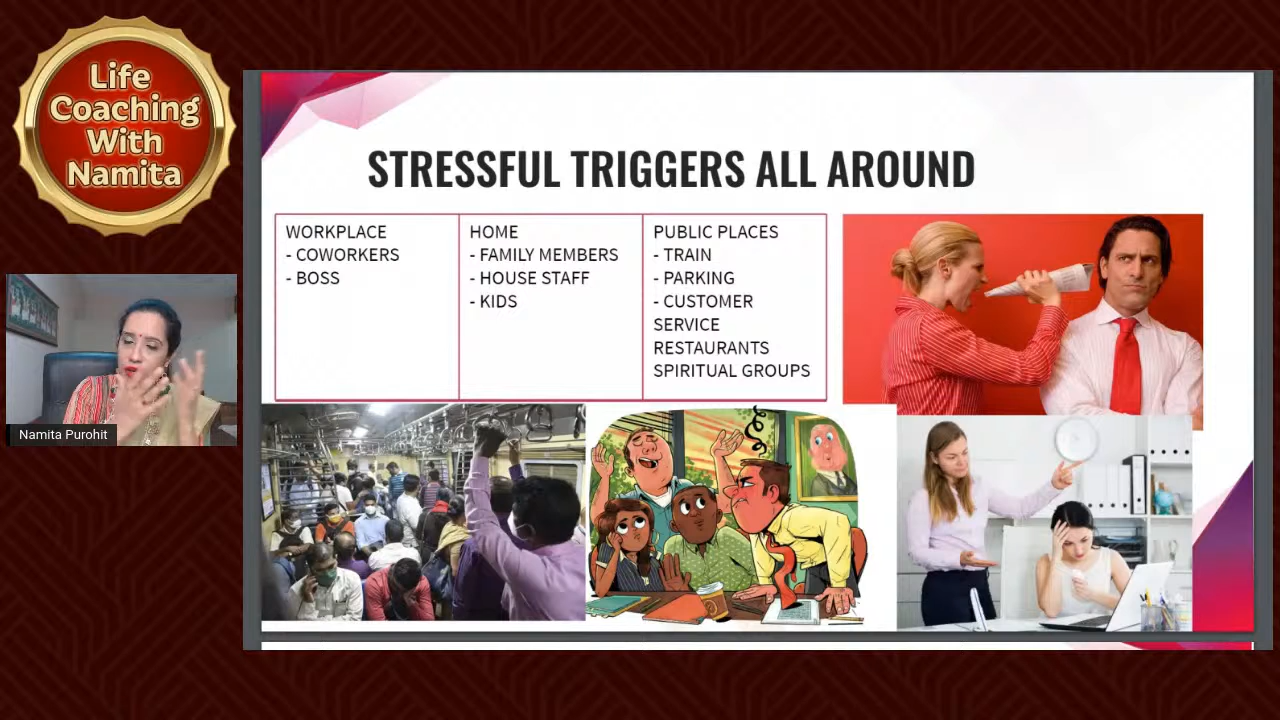 Life
Coaching
With
Namita
STRESSFUL TRIGGERS ALL AROUND
WORKPLACE
- COWORKERS
- BOSS
HOME
- FAMILY MEMBERS
- HOUSE STAFF
- KIDS
PUBLIC PLACES
- TRAIN
- PARKING
- CUSTOMER
SERVICE
RESTAURANTS
SPIRITUAL GROUPS
Namita Purohit